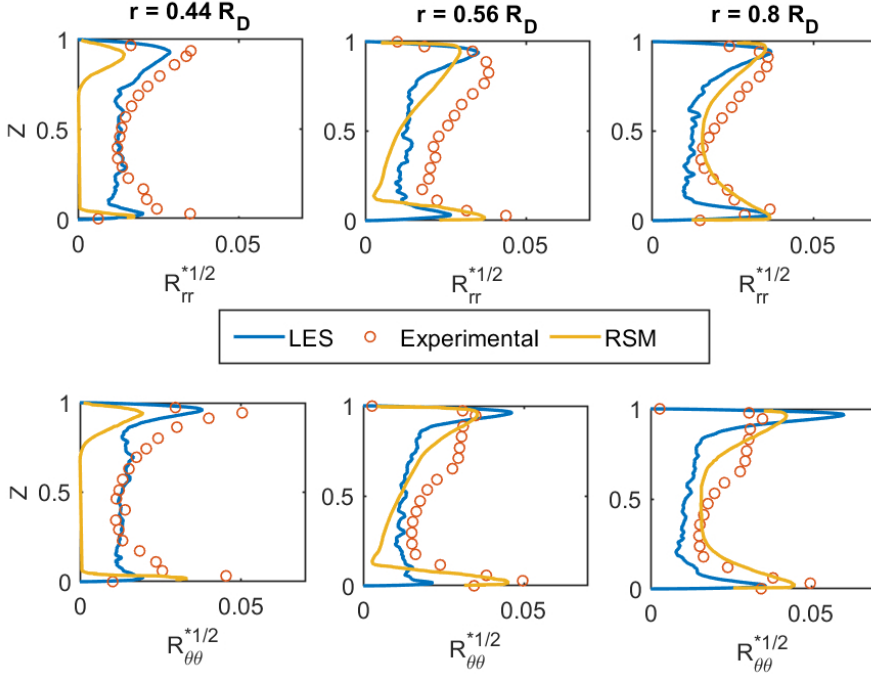 r = 0.44 R_D
r = 0.56 R_D
r = 0.8 R_D
1
1
1
Z
0.5
0.5
0.5
0
0
0
0
0.05
0
0.05
0
0.05
R_rr^*1/2
R_rr^*1/2
R_rr^*1/2
LES
Experimental
RSM
1
1
1
Z
0.5
0.5
0.5
0
0
0
0
0.05
0
0.05
0
0.05
R_θθ^*1/2
R_θθ^*1/2
R_θθ^*1/2